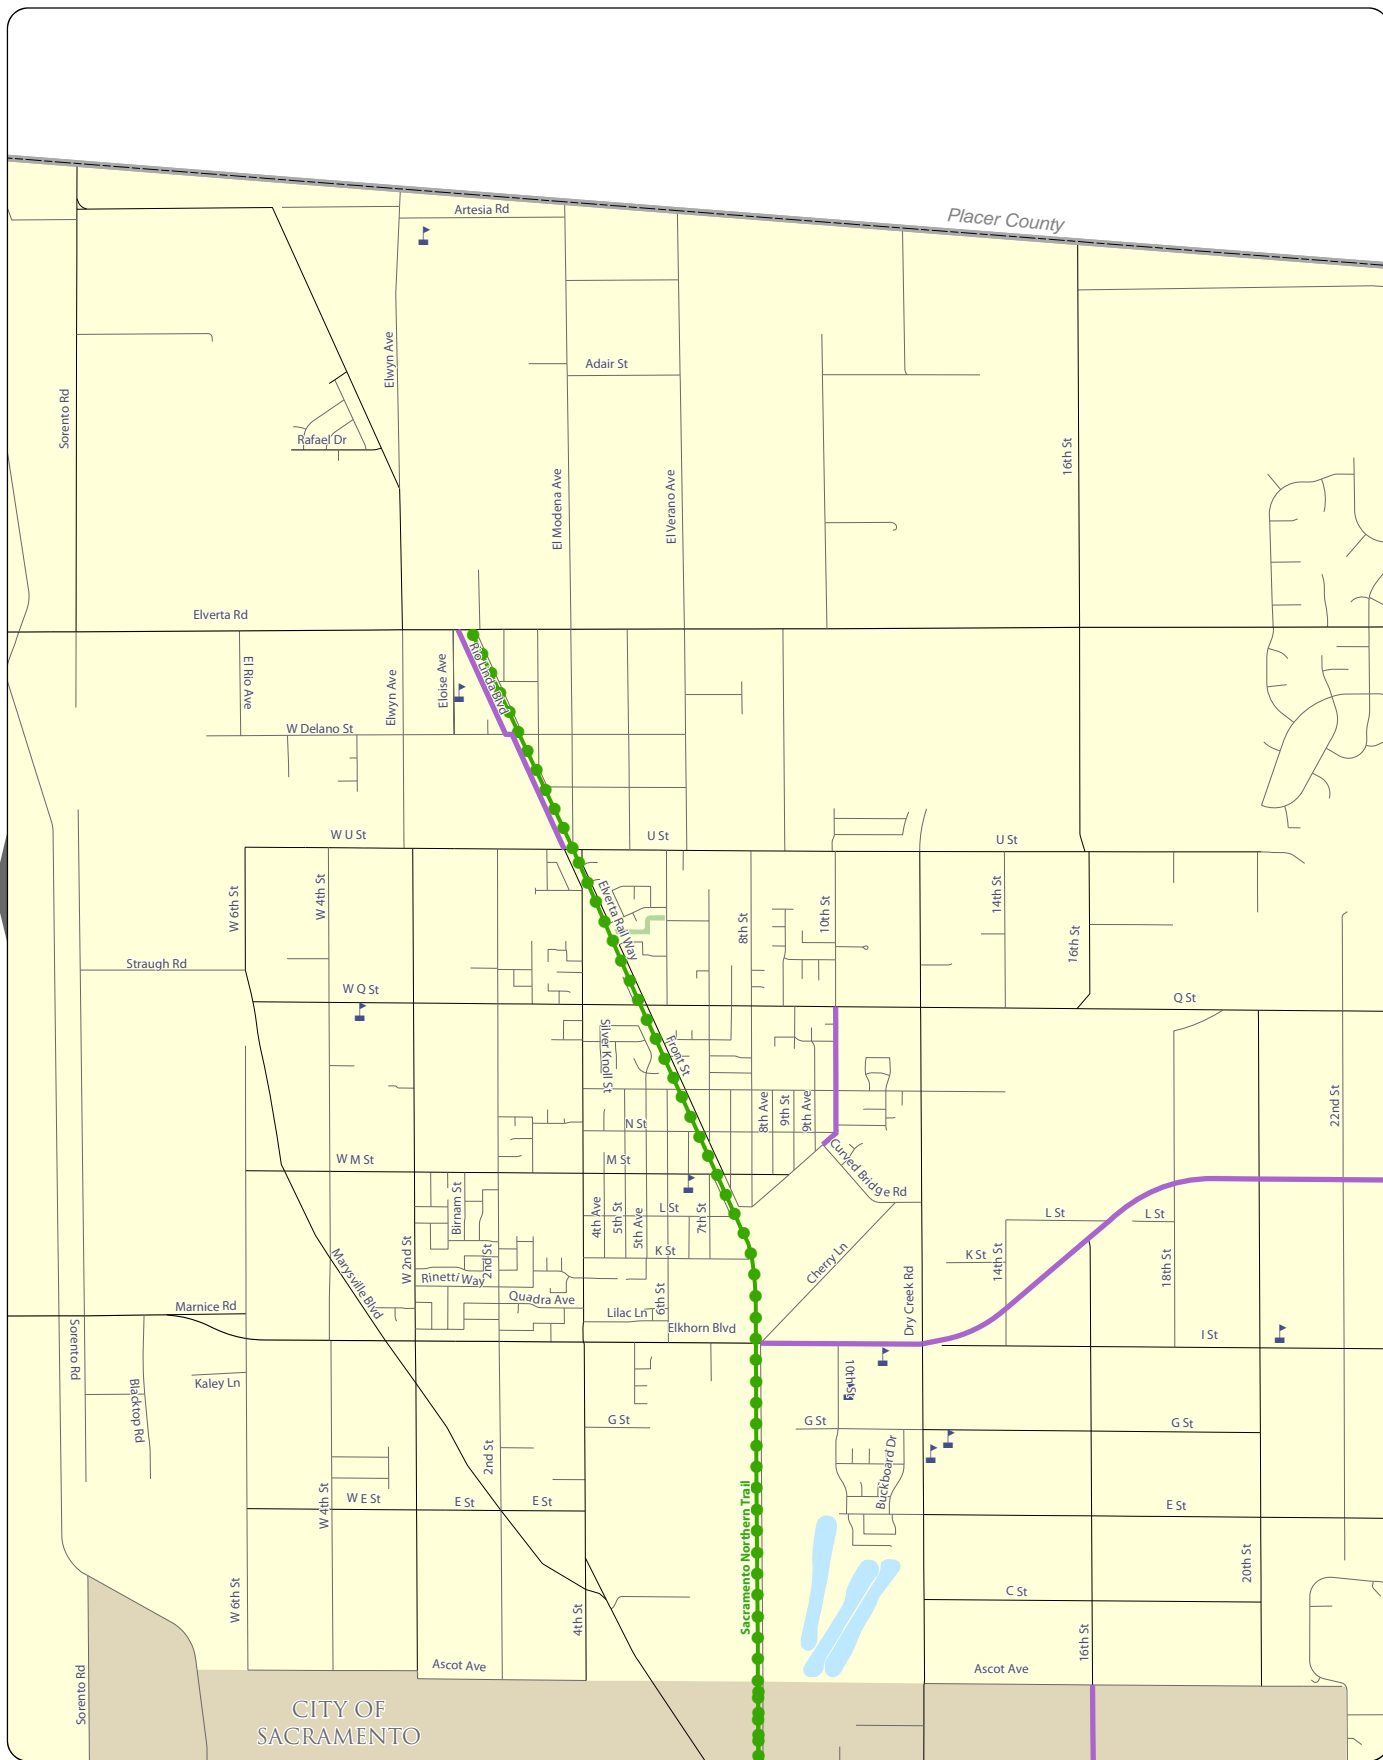 Placer County
Artesia Rd
Elwyn Ave
Adair St
Sorento Rd
Rafael Dr
16th St
El Modena Ave
El Verano Ave
Elverta Rd
El Rio Ave
Elwyn Ave
Eloise Ave
Rio Linda Blvd
W Delano St
W U St
U St
U St
W 6th St
W 4th St
Elverta Rail Way
8th St
10th St
14th St
16th St
Straugh Rd
W Q St
Q St
Silver Knoll St
Front St
22nd St
8th Ave
9th St
9th Ave
N St
W M St
M St
Curved Bridge Rd
Birnam St
4th Ave
5th St
5th Ave
L St
7th St
L St
L St
W 2nd St
2nd St
K St
Cherry Ln
K St
14th St
18th St
Marysville Blvd
Rinetti Way
Quadra Ave
6th St
Dry Creek Rd
Marnice Rd
Lilac Ln
Elkhorn Blvd
I St
Sorento Rd
Kaley Ln
Blacktop Rd
10th St
G St
G St
G St
2nd St
Buckboard Dr
W 4th St
W E St
E St
E St
E St
Sacramento Northern Trail
20th St
W 6th St
4th St
C St
16th St
Ascot Ave
Ascot Ave
Sorento Rd
CITY OF
SACRAMENTO